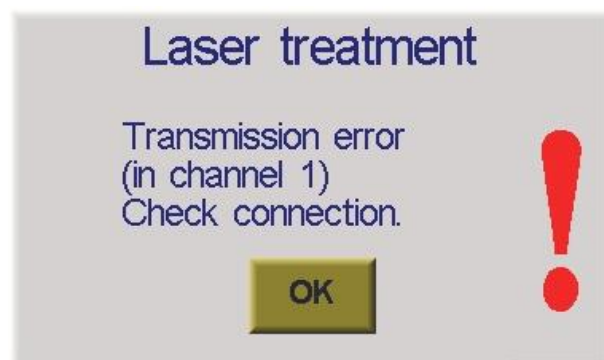 Laser treatment
Transmission error
(in channel 1)
Check connection.
OK
!